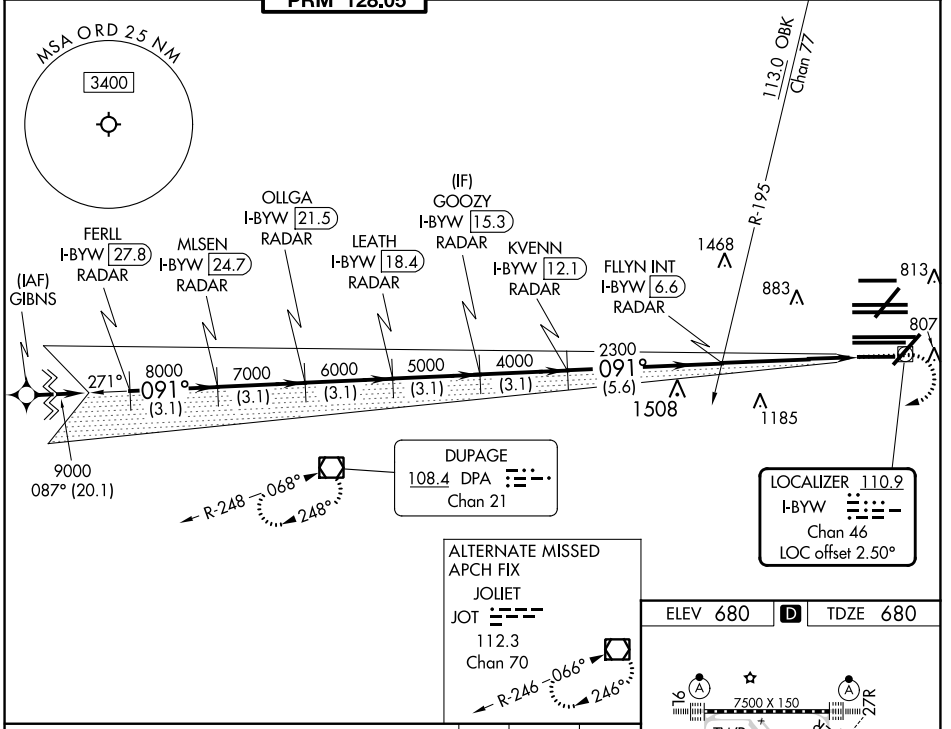 PRM 128.05
MSA ORD 25 NM
3400
113.0 OBK
Chan 77
R-195
(IAF)
GIBNS
FERLL
I-BYW 27.8
RADAR
MLSEN
I-BYW 24.7
RADAR
OLLGA
I-BYW 21.5
RADAR
LEATH
I-BYW 18.4
RADAR
(IF)
GOOZY
I-BYW 15.3
RADAR
KVENN
I-BYW 12.1
RADAR
FLLYN INT
I-BYW 6.6
RADAR
1468
883
813
807
271°
8000
091°
(3.1)
7000
(3.1)
6000
(3.1)
5000
(3.1)
4000
(3.1)
2300
091°
(5.6)
1508
1185
9000
087° (20.1)
R-248
068°
248°
DUPAGE
108.4 DPA
Chan 21
LOCALIZER 110.9
I-BYW
Chan 46
LOC offset 2.50°
ALTERNATE MISSED
APCH FIX
JOLIET
JOT
112.3
Chan 70
R-246
066°
246°
ELEV 680 D TDZE 680
A
A
9L
7500 X 150
27R